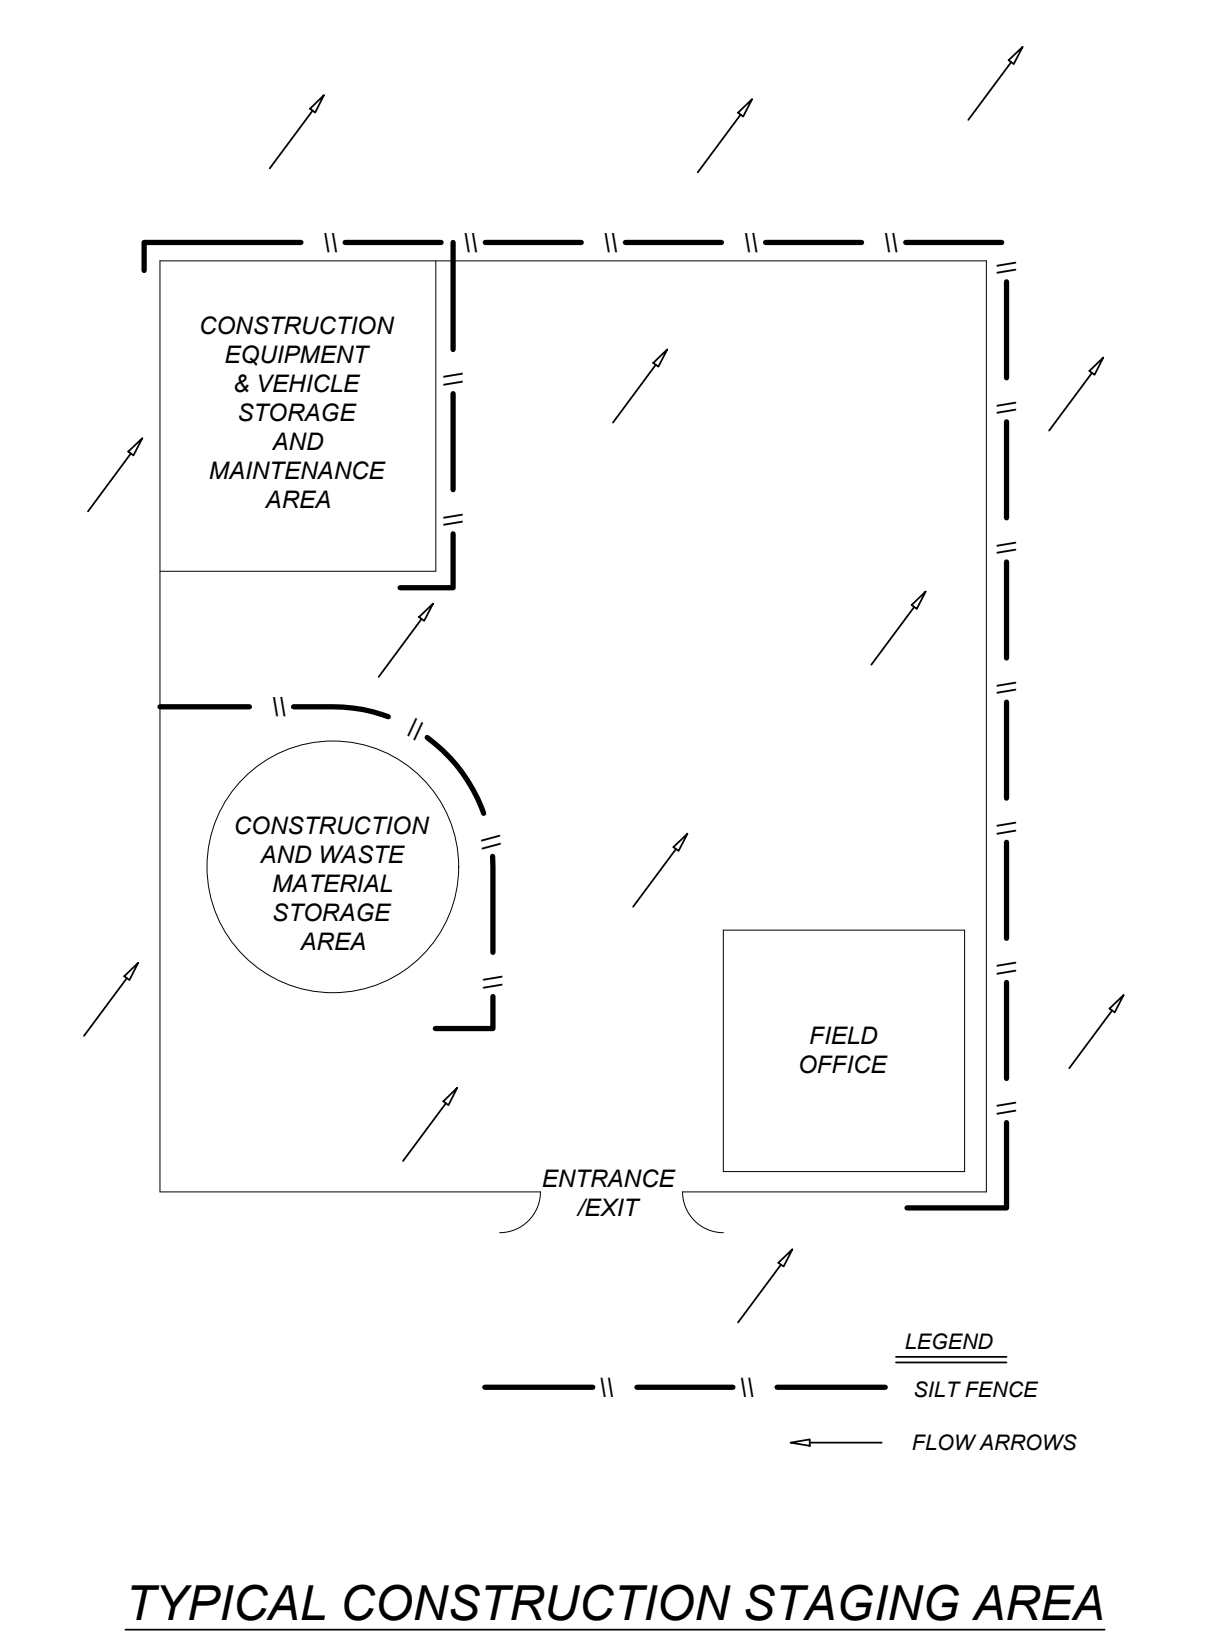 CONSTRUCTION
EQUIPMENT
& VEHICLE
STORAGE
AND
MAINTENANCE
AREA
CONSTRUCTION
AND WASTE
MATERIAL
STORAGE
AREA
FIELD
OFFICE
ENTRANCE
/EXIT
LEGEND
SILT FENCE
FLOW ARROWS
TYPICAL CONSTRUCTION STAGING AREA